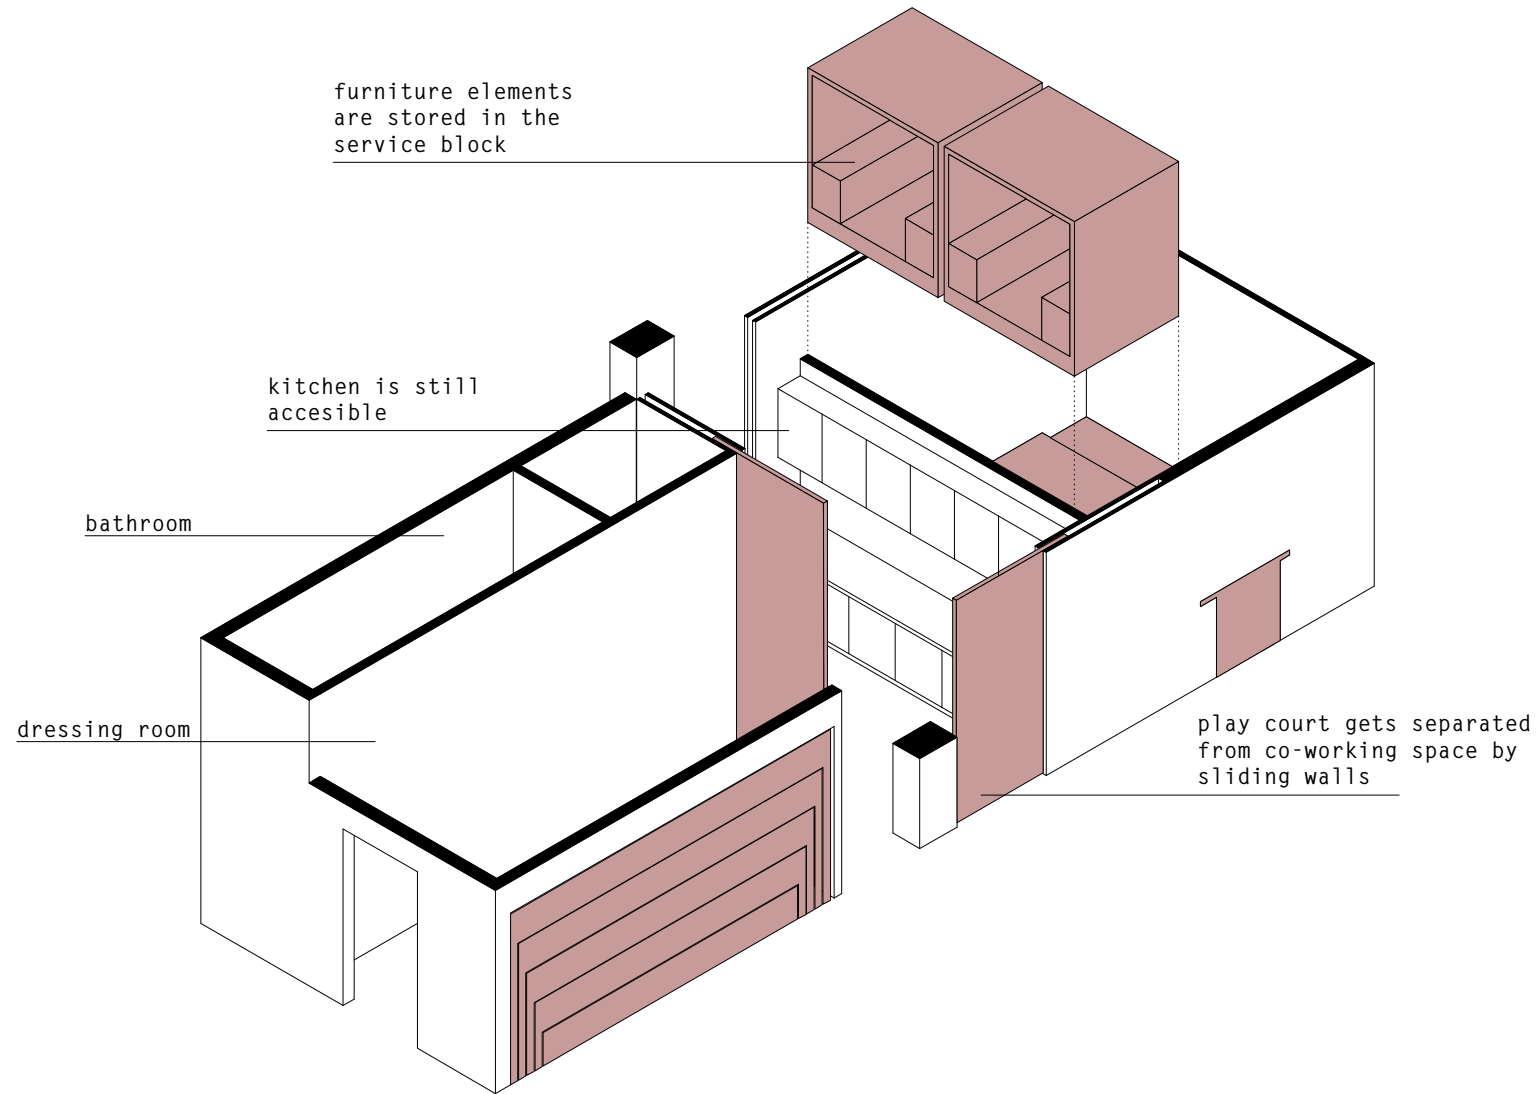 furniture elements
are stored in the
service block
kitchen is still
accesible
bathroom
dressing room
play court gets separated
from co-working space by
sliding walls